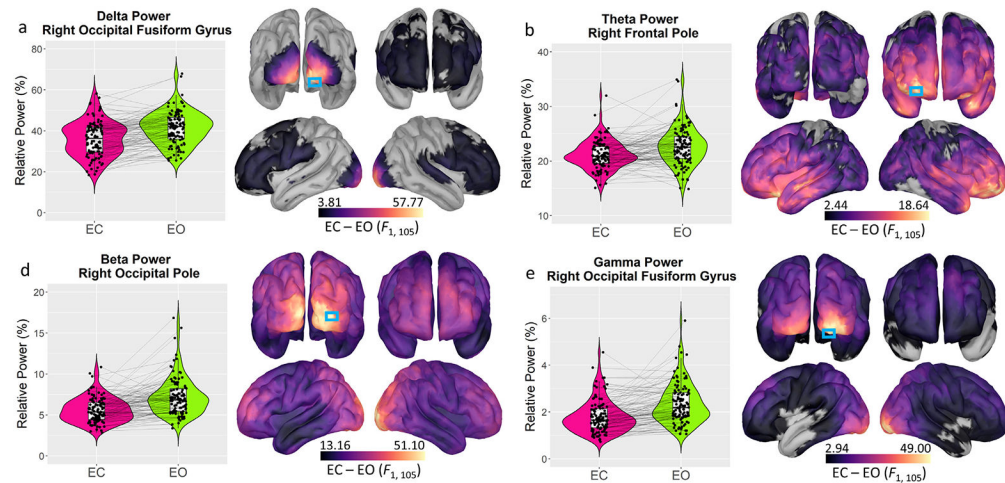 a
Delta Power
Right Occipital Fusiform Gyrus
Relative Power (%)
80
60
40
20
0
EC
EO
3.81
57.77
EC – EO (F1, 105)
b
Theta Power
Right Frontal Pole
Relative Power (%)
40
30
20
10
EC
EO
2.44
18.64
EC – EO (F1, 105)
d
Beta Power
Right Occipital Pole
Relative Power (%)
20
15
10
5
0
EC
EO
13.16
51.10
EC – EO (F1, 105)
e
Gamma Power
Right Occipital Fusiform Gyrus
Relative Power (%)
6
4
2
0
EC
EO
2.94
49.00
EC – EO (F1, 105)